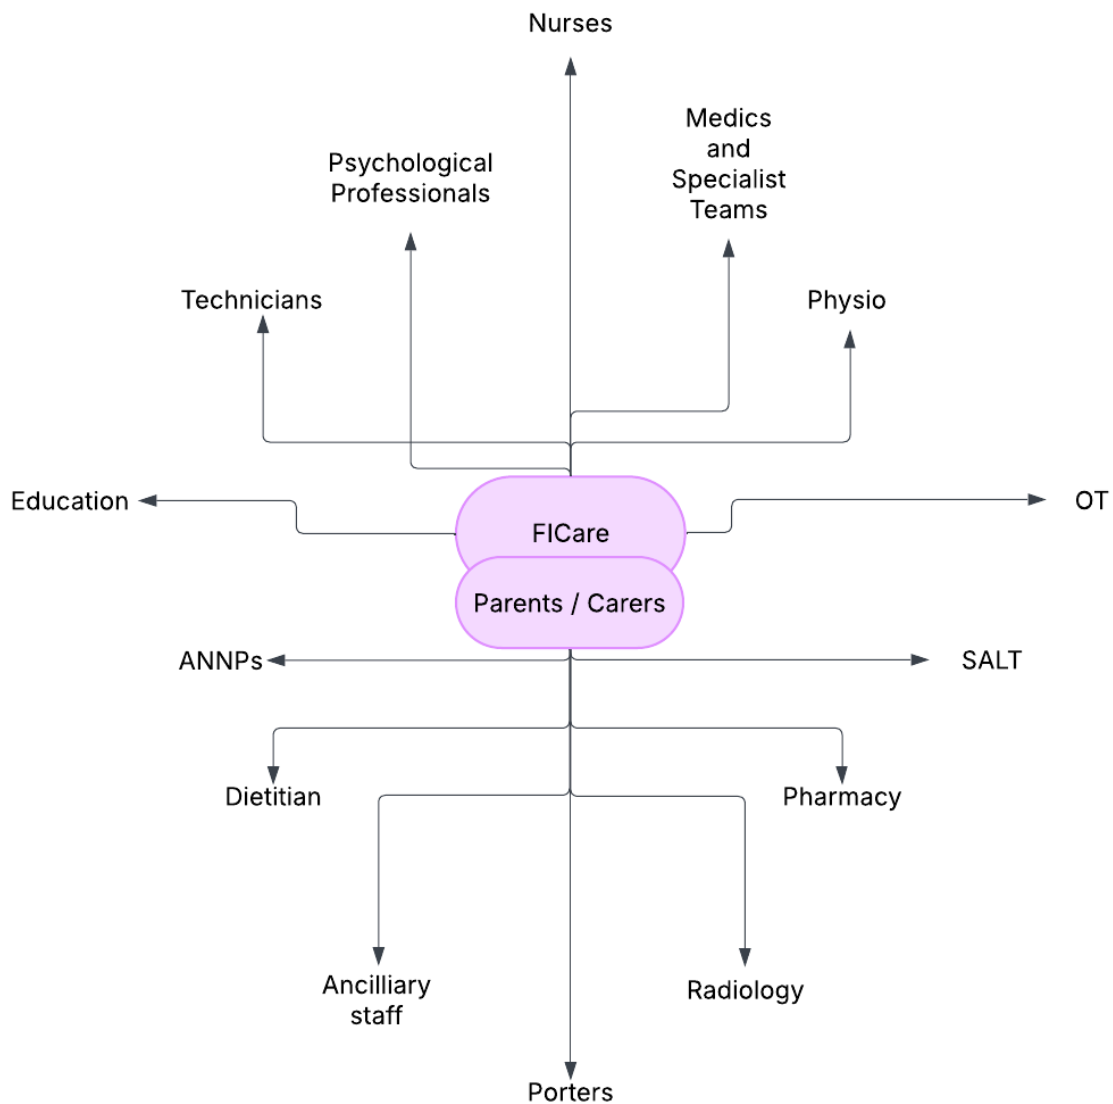 Nurses
Medics
and
Specialist
Teams
Psychological
Professionals
Technicians
Physio
Education
FICare
OT
Parents / Carers
ANNPs
SALT
Dietitian
Pharmacy
Ancilliary
staff
Radiology
Porters